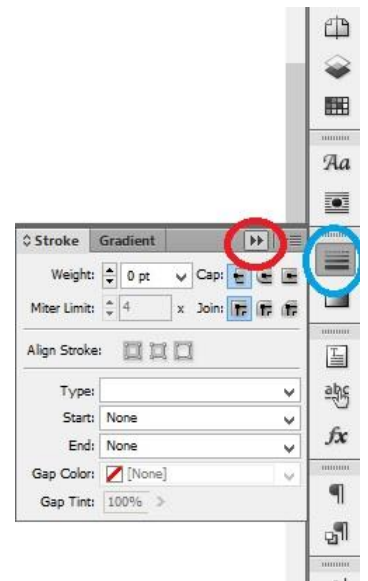 Aa
Stroke Gradient
Weight: 0 pt Cap:
Miter Limit: 4 x Join:
Align Stroke:
Type:
Start: None
End: None
Gap Color: [None]
Gap Tint: 100%
T
abc
fx
¶
¶